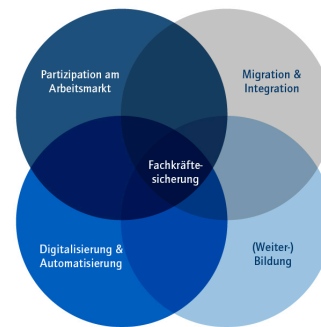 Partizipation am
Arbeitsmarkt
Migration &
Integration
Fachkräfte-
sicherung
Digitalisierung &
Automatisierung
(Weiter-)
Bildung